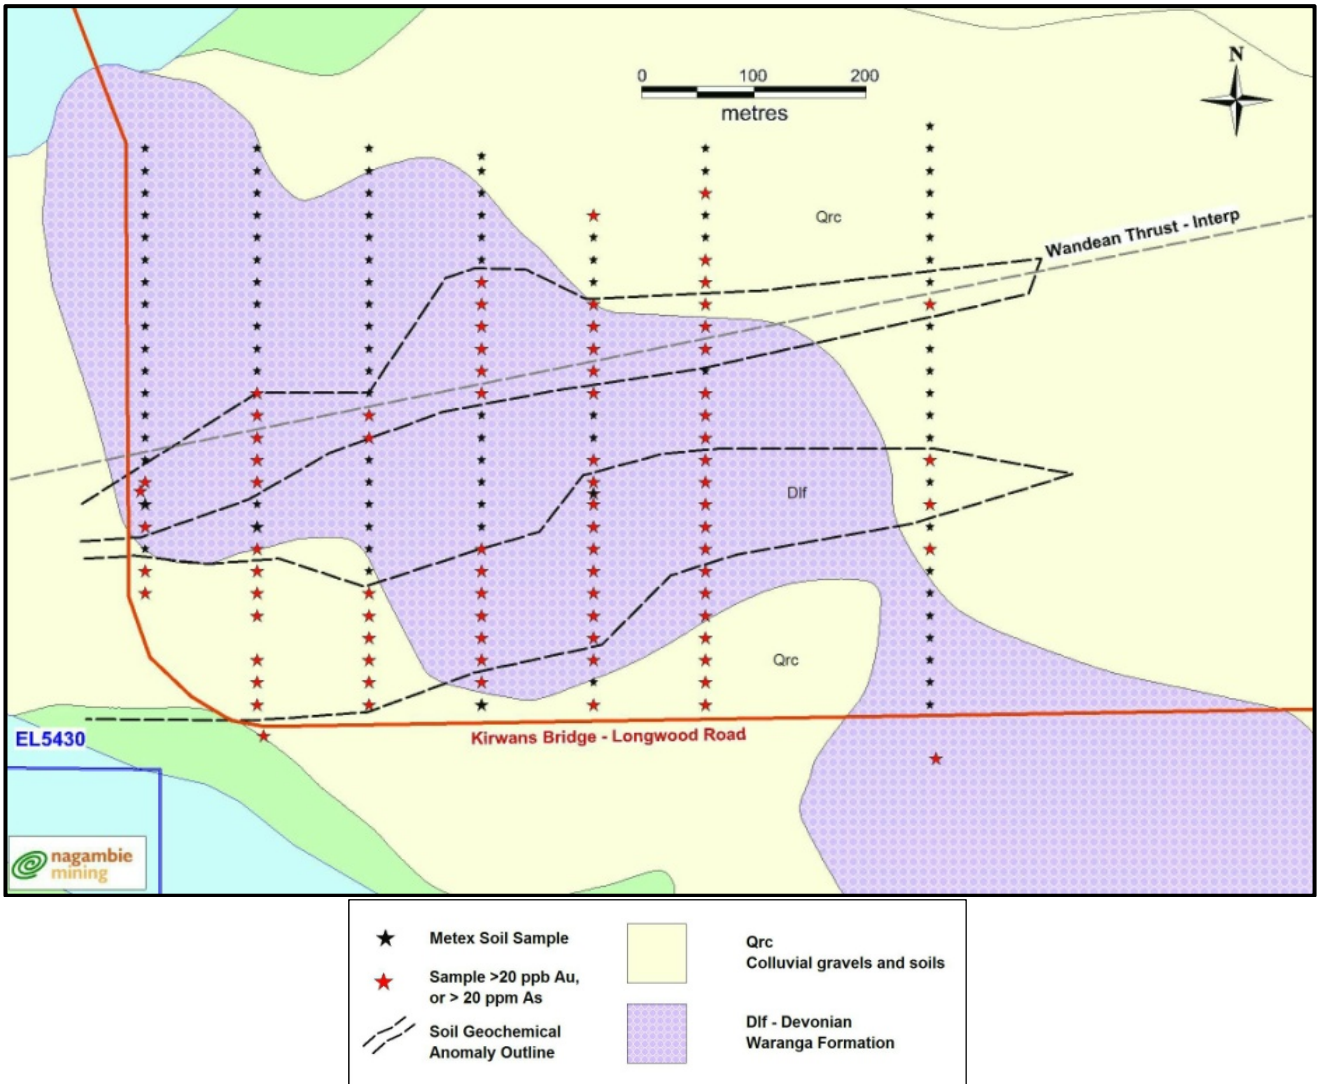 N
0 100 200
metres
Qrc
Wandean Thrust - Interp
Dlf
Qrc
EL5430
Kirwans Bridge - Longwood Road
nagambie
mining
Metex Soil Sample
Sample >20 ppb Au,
or > 20 ppm As
Soil Geochemical
Anomaly Outline
Qrc
Colluvial gravels and soils
Dlf - Devonian
Waranga Formation